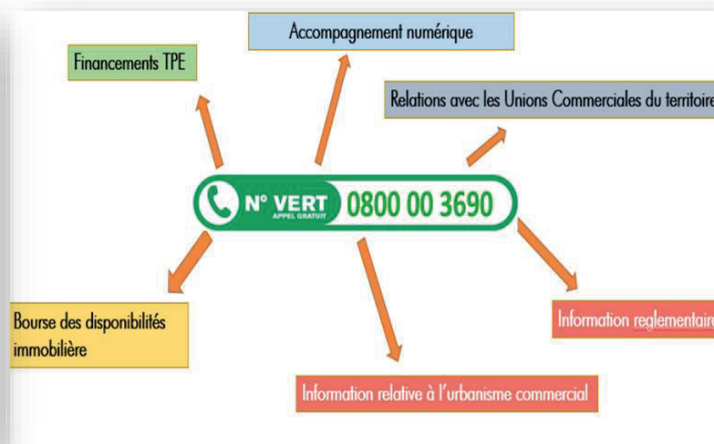 Accompagnement numérique
Financements TPE
Relations avec les Unions Commerciales du territoire
N° VERT 0800 00 3690
APPEL GRATUIT
Bourse des disponibilités
immobilière
Information reglementaire
Information relative à l'urbanisme commercial